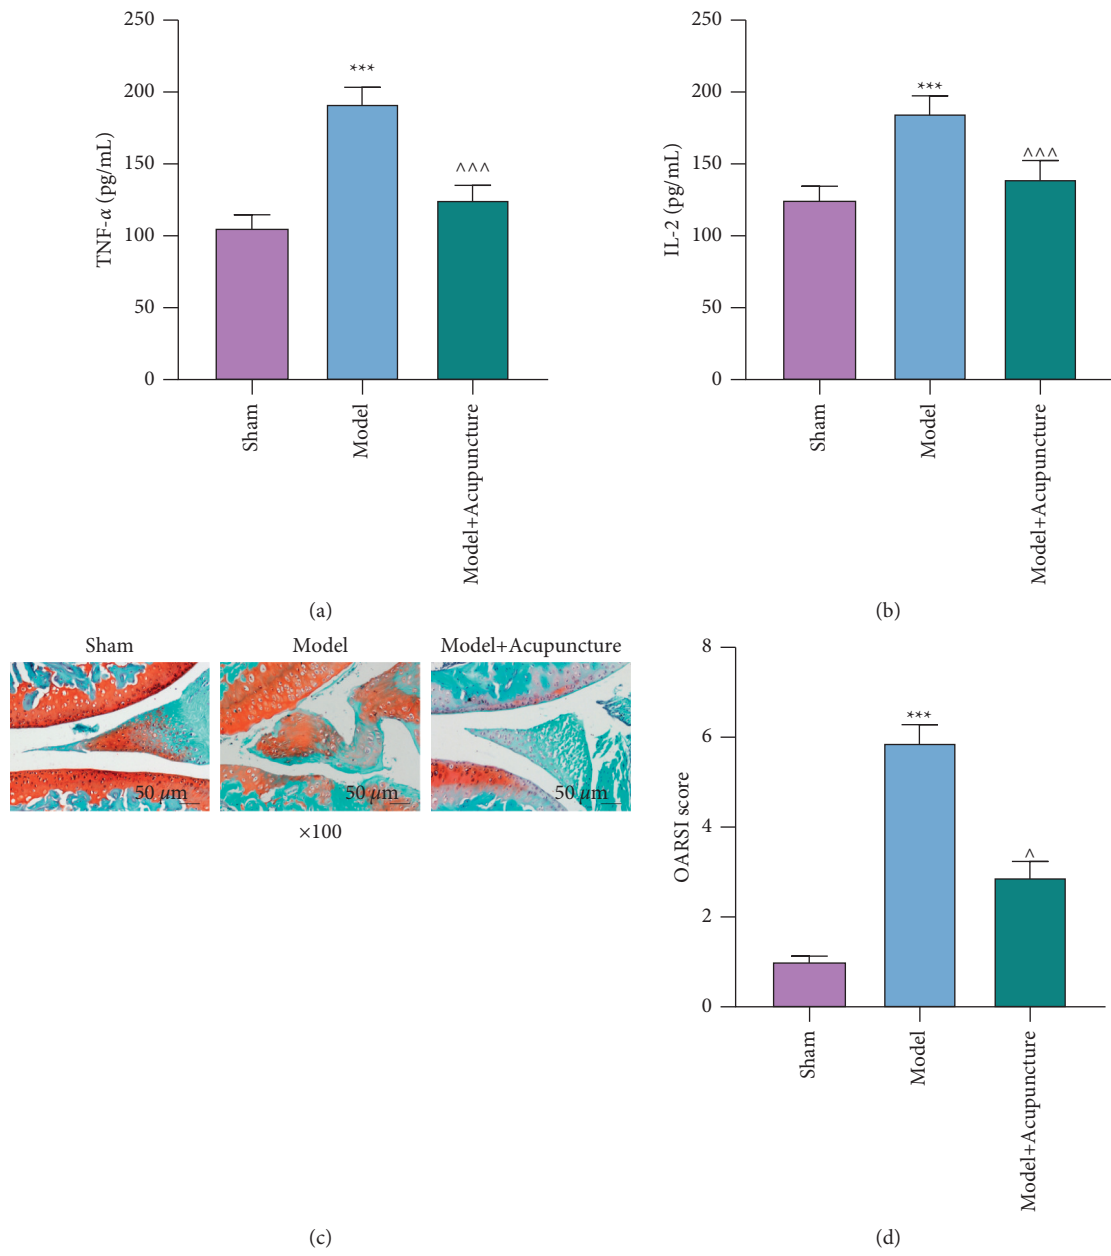 250
200
150
100
50
0
TNF-α (pg/mL)
***
^^^
Sham
Model
Model+Acupuncture
(a)
250
200
150
100
50
0
IL-2 (pg/mL)
***
^^^
Sham
Model
Model+Acupuncture
(b)
Sham
Model
Model+Acupuncture
50 µm
50 µm
50 µm
×100
(c)
8
6
4
2
0
OARSI score
***
^
Sham
Model
Model+Acupuncture
(d)